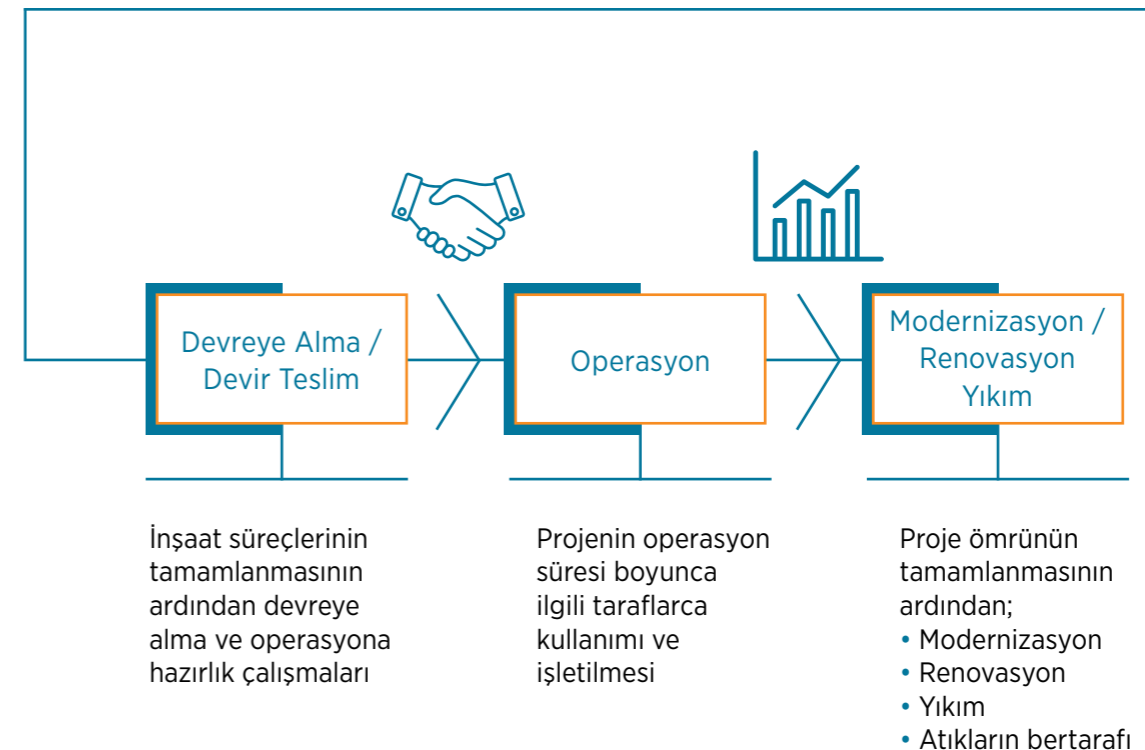 Devreye Alma /
Devir Teslim
Operasyon
Modernizasyon /
Renovasyon
Yıkım
İnşaat süreçlerinin
tamamlanmasının
ardından devreye
alma ve operasyona
hazırlık çalışmaları
Projenin operasyon
süresi boyunca
ilgili taraflarca
kullanımı ve
işletilmesi
Proje ömrünün
tamamlanmasının
ardından;
• Modernizasyon
• Renovasyon
• Yıkım
• Atıkların bertarafı